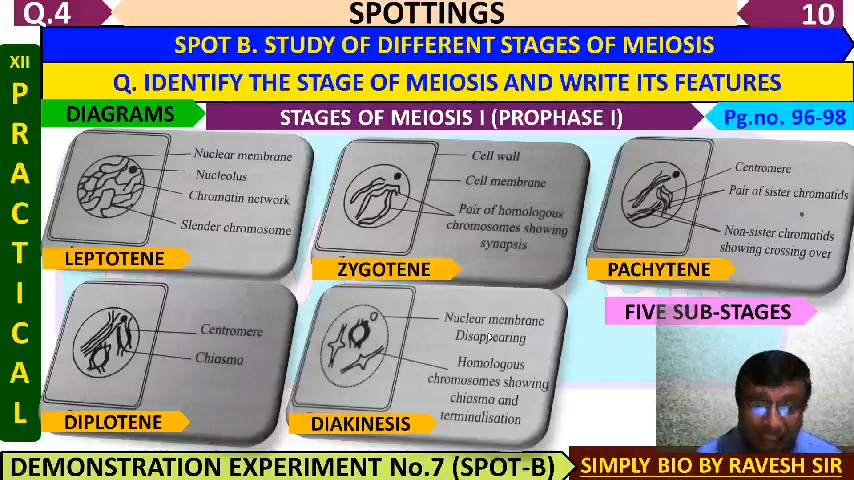 Q.4
SPOTTINGS
10
SPOT B. STUDY OF DIFFERENT STAGES OF MEIOSIS
Q. IDENTIFY THE STAGE OF MEIOSIS AND WRITE ITS FEATURES
XII
PRACTICAL
DIAGRAMS
STAGES OF MEIOSIS I (PROPHASE I)
Pg.no. 96-98
Nuclear membrane
Nucleolus
Chromatin network
Slender chromosome
LEPTOTENE
Cell wall
Cell membrane
Pair of homologous
chromosomes showing
synapsis
ZYGOTENE
Centromere
Pair of sister chromatids
Non-sister chromatids
showing crossing over
PACHYTENE
FIVE SUB-STAGES
Centromere
Chiasma
DIPLOTENE
Nuclear membrane
Disappearing
Homologous
chromosomes showing
chiasma and
terminalisation
DIAKINESIS
DEMONSTRATION EXPERIMENT No.7 (SPOT-B)
SIMPLY BIO BY RAVESH SIR